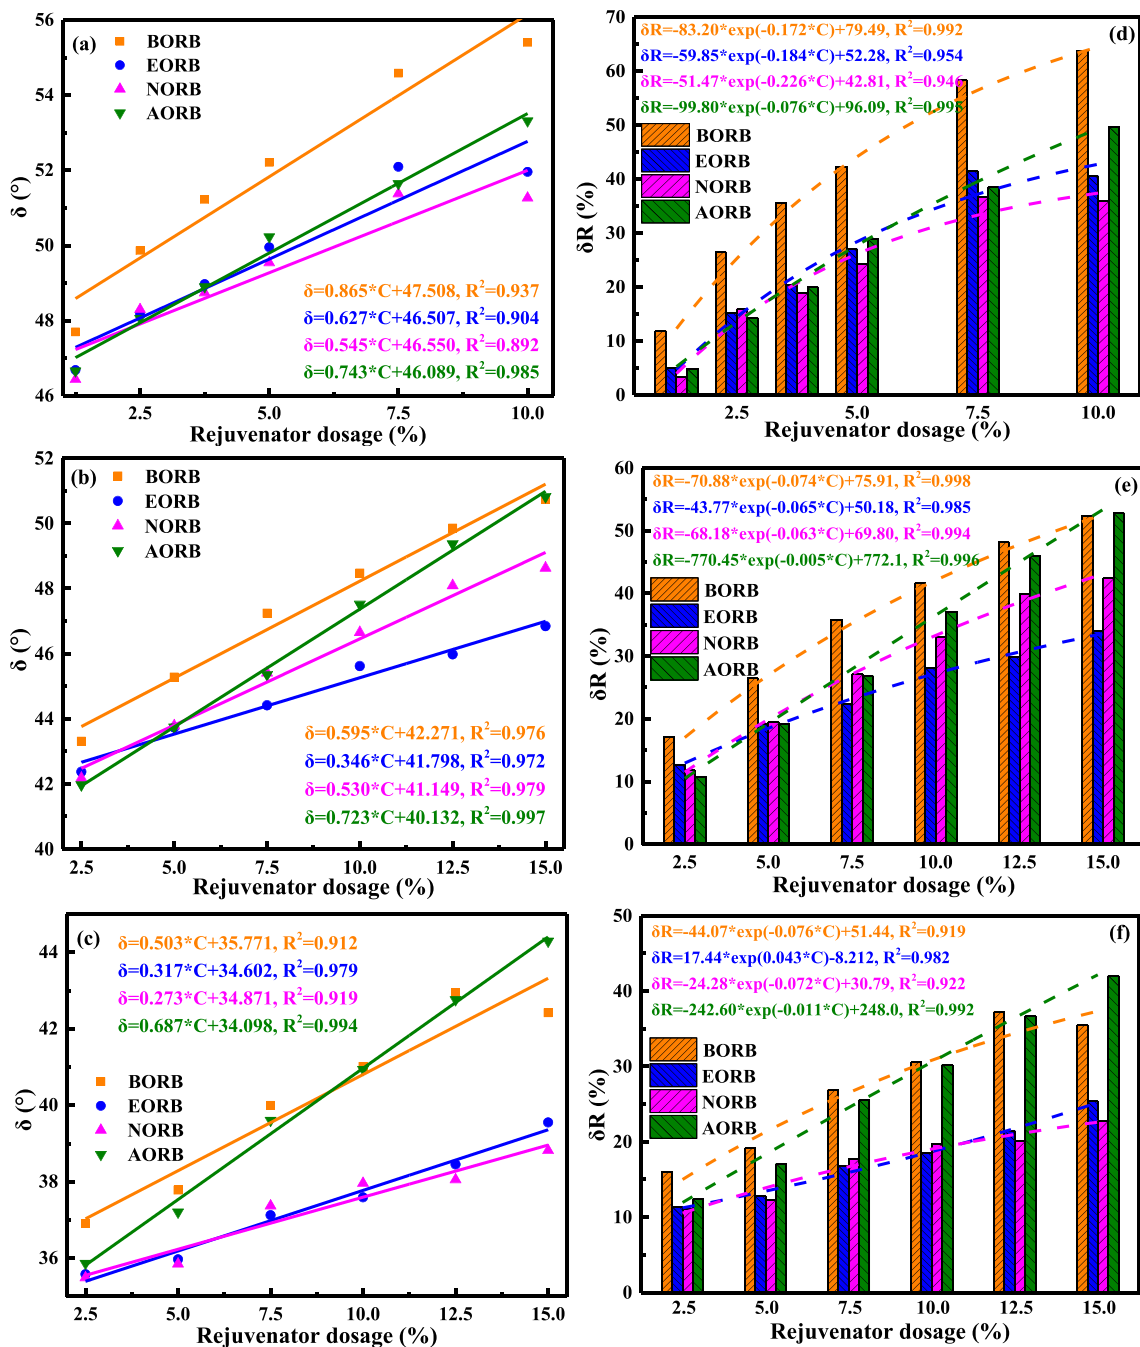 (a)
BORB
EORB
NORB
AORB
δ=0.865*C+47.508, R²=0.937
δ=0.627*C+46.507, R²=0.904
δ=0.545*C+46.550, R²=0.892
δ=0.743*C+46.089, R²=0.985
56
54
52
50
48
46
δ (°)
2.5 5.0 7.5 10.0
Rejuvenator dosage (%)
(d)
δR=-83.20*exp(-0.172*C)+79.49, R²=0.992
δR=-59.85*exp(-0.184*C)+52.28, R²=0.954
δR=-51.47*exp(-0.226*C)+42.81, R²=0.946
δR=-99.80*exp(-0.076*C)+96.09, R²=0.998
BORB
EORB
NORB
AORB
70
60
50
40
30
20
10
0
δR (%)
2.5 5.0 7.5 10.0
Rejuvenator dosage (%)
(b)
BORB
EORB
NORB
AORB
δ=0.595*C+42.271, R²=0.976
δ=0.346*C+41.798, R²=0.972
δ=0.530*C+41.149, R²=0.979
δ=0.723*C+40.132, R²=0.997
52
50
48
46
44
42
40
δ (°)
2.5 5.0 7.5 10.0 12.5 15.0
Rejuvenator dosage (%)
(e)
δR=-70.88*exp(-0.074*C)+75.91, R²=0.998
δR=-43.77*exp(-0.065*C)+50.18, R²=0.985
δR=-68.18*exp(-0.063*C)+69.80, R²=0.994
δR=-770.45*exp(-0.005*C)+772.1, R²=0.996
BORB
EORB
NORB
AORB
60
50
40
30
20
10
0
δR (%)
2.5 5.0 7.5 10.0 12.5 15.0
Rejuvenator dosage (%)
(c)
δ=0.503*C+35.771, R²=0.912
δ=0.317*C+34.602, R²=0.979
δ=0.273*C+34.871, R²=0.919
δ=0.687*C+34.098, R²=0.994
BORB
EORB
NORB
AORB
44
42
40
38
36
δ (°)
2.5 5.0 7.5 10.0 12.5 15.0
Rejuvenator dosage (%)
(f)
δR=-44.07*exp(-0.076*C)+51.44, R²=0.919
δR=17.44*exp(0.043*C)-8.212, R²=0.982
δR=-24.28*exp(-0.072*C)+30.79, R²=0.922
δR=-242.60*exp(-0.011*C)+248.0, R²=0.992
BORB
EORB
NORB
AORB
50
40
30
20
10
0
δR (%)
2.5 5.0 7.5 10.0 12.5 15.0
Rejuvenator dosage (%)